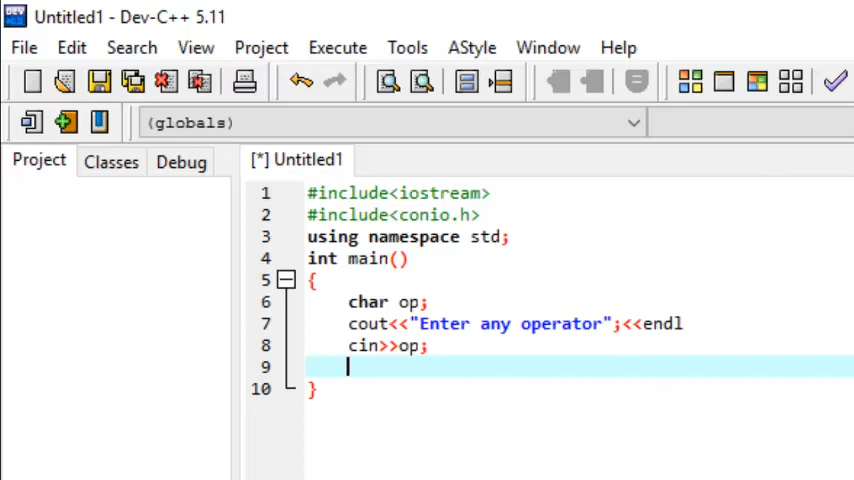 Untitled1 - Dev-C++ 5.11
File Edit Search View Project Execute Tools AStyle Window Help
(globals)
Project Classes Debug [*] Untitled1
1 #include<iostream>
2 #include<conio.h>
3 using namespace std;
4 int main()
5 {
6 char op;
7 cout<<"Enter any operator";<<endl
8 cin>>op;
9
10 }